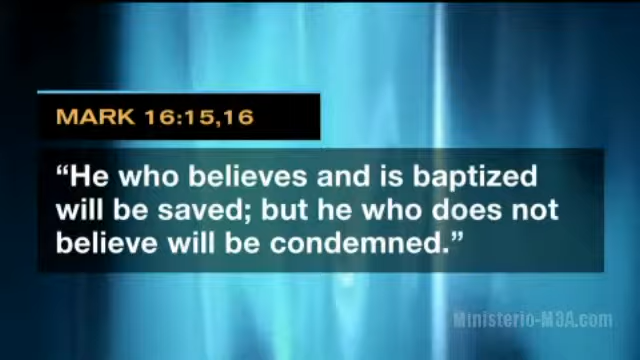 MARK 16:15,16
“He who believes and is baptized
will be saved; but he who does not
believe will be condemned.”
Ministerio-M3A.com